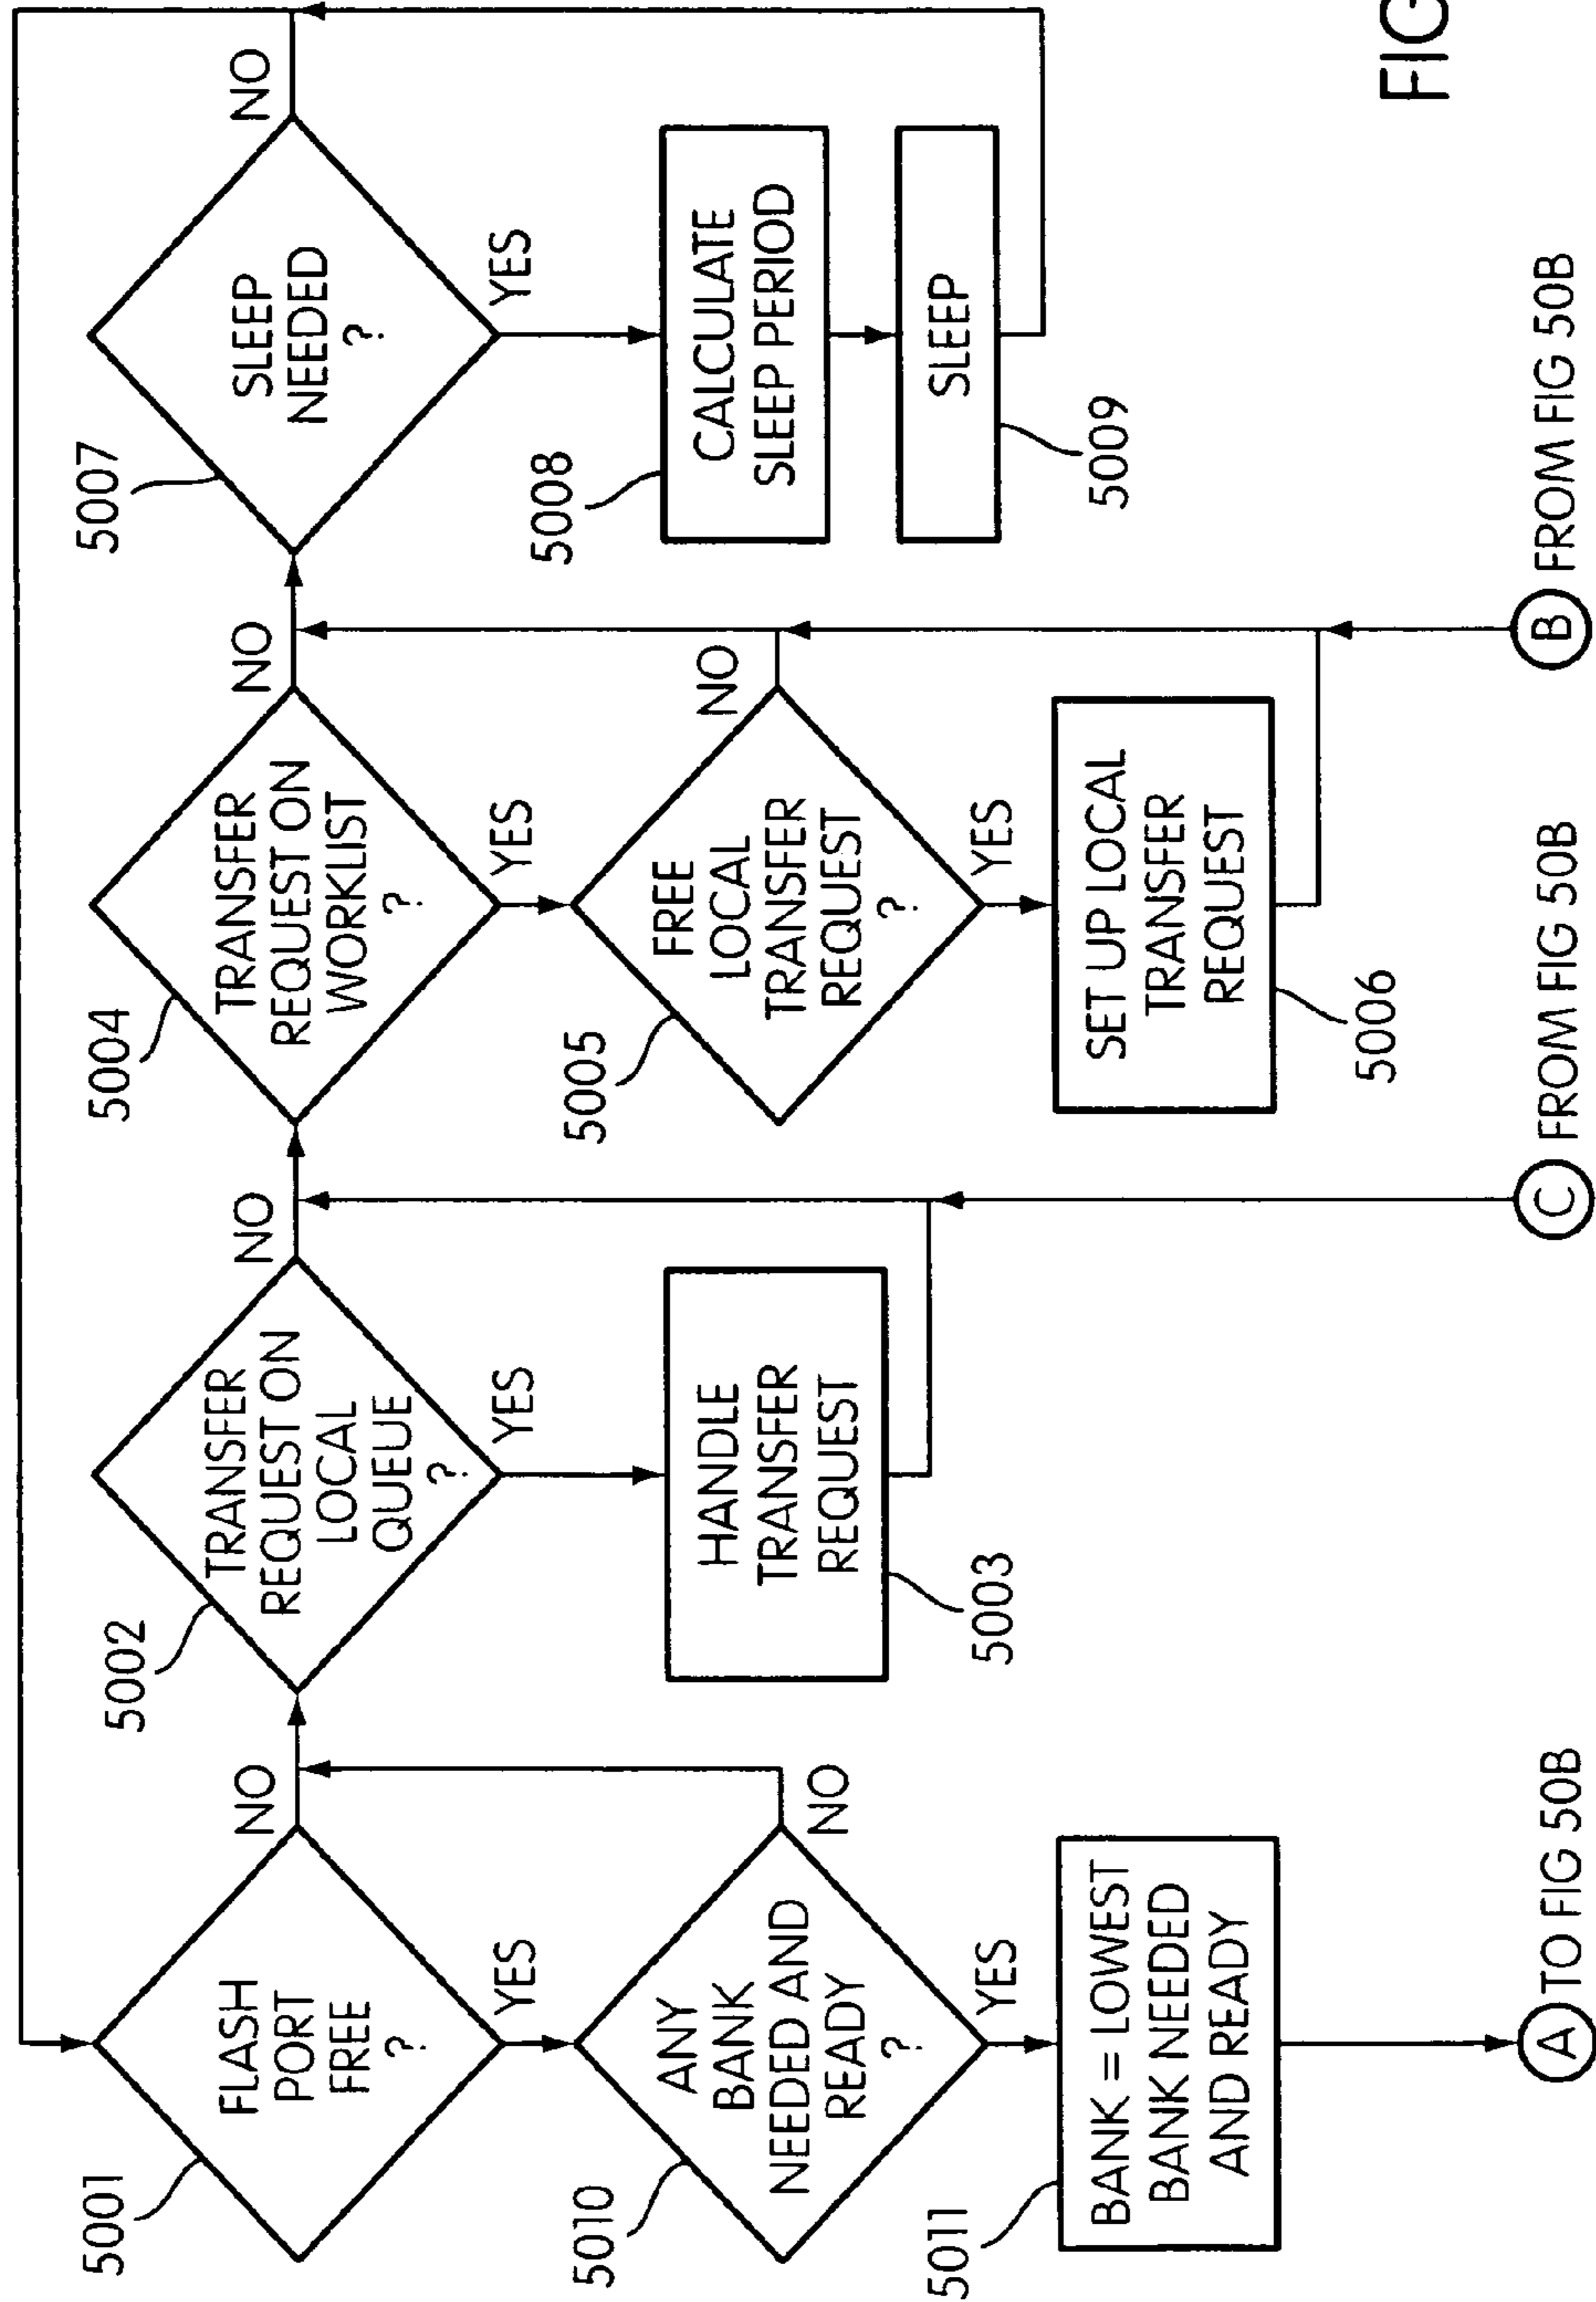 5001
FLASH
PORT
FREE
?
NO
YES
5010
ANY
BANK
NEEDED AND
READY
?
NO
YES
5011
BANK = LOWEST
BANK NEEDED
AND READY
A TO FIG 50B
5002
TRANSFER
REQUEST ON
LOCAL
QUEUE
?
NO
YES
HANDLE
TRANSFER
REQUEST
5003
C FROM FIG 50B
5004
TRANSFER
REQUEST ON
WORKLIST
?
NO
YES
5005
FREE
LOCAL
TRANSFER
REQUEST
?
NO
YES
SET UP LOCAL
TRANSFER
REQUEST
5006
B FROM FIG 50B
5007
SLEEP
NEEDED
?
NO
YES
5008
CALCULATE
SLEEP PERIOD
SLEEP
5009
FIG